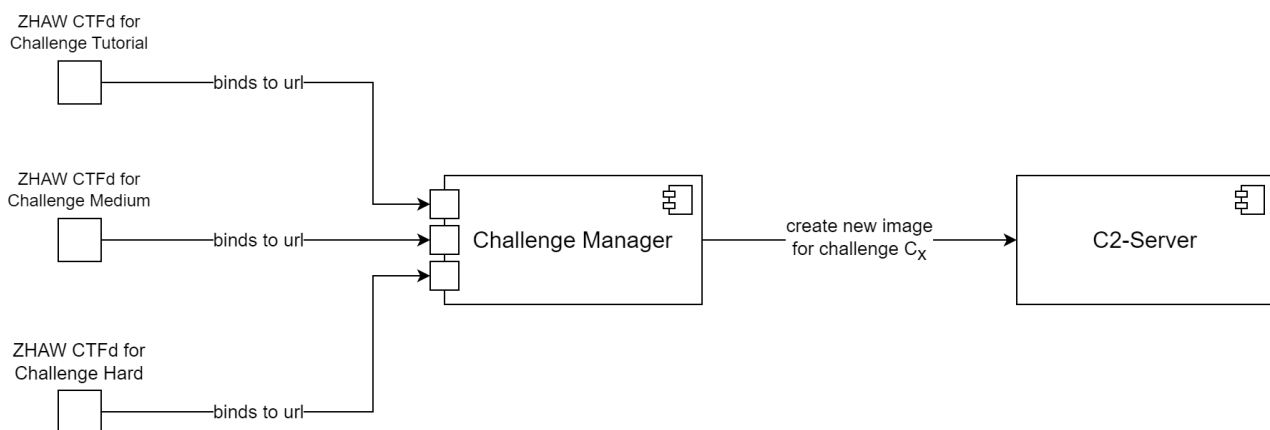 ZHAW CTFd for
Challenge Tutorial
binds to url
ZHAW CTFd for
Challenge Medium
binds to url
Challenge Manager
create new image
for challenge Cx
C2-Server
ZHAW CTFd for
Challenge Hard
binds to url